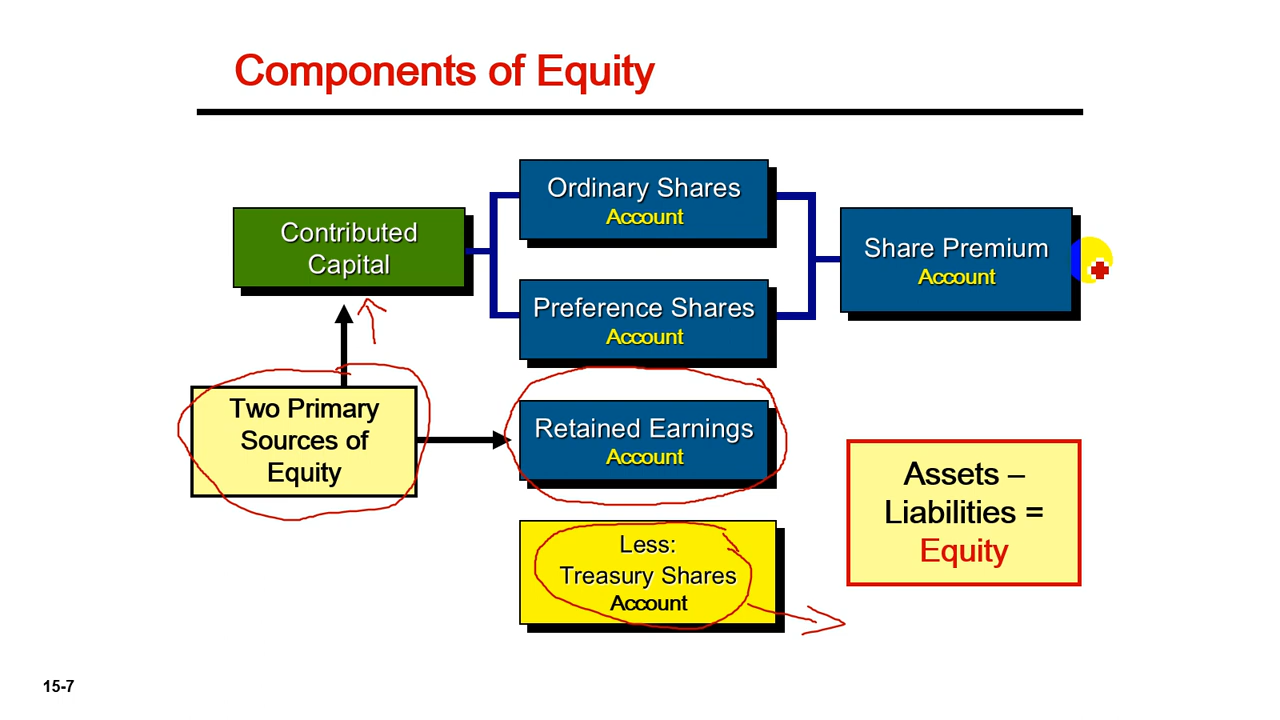 Components of Equity
Ordinary Shares
Account
Contributed
Capital
Share Premium
Account
Preference Shares
Account
Two Primary
Sources of
Equity
Retained Earnings
Account
Assets –
Liabilities =
Equity
Less:
Treasury Shares
Account
15-7